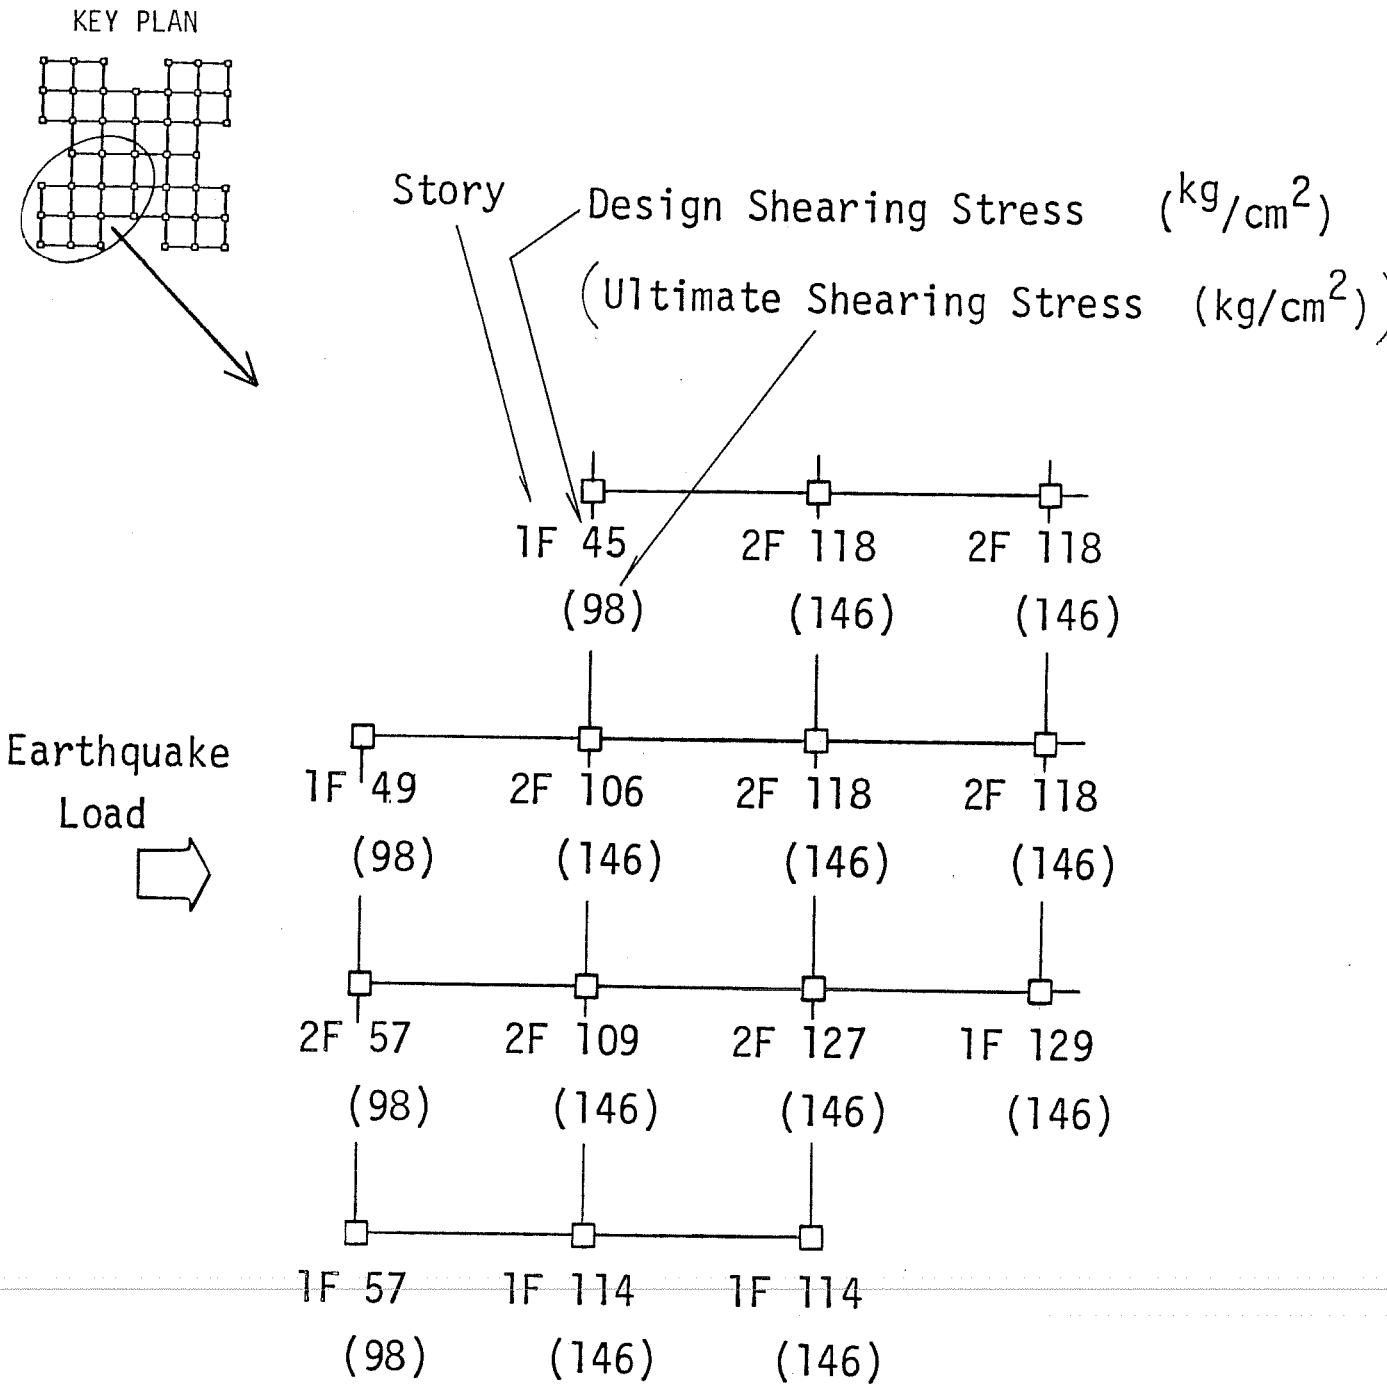 KEY PLAN
Story
Design Shearing Stress (kg/cm²)
(Ultimate Shearing Stress (kg/cm²))
1F 45 2F 118 2F 118
(98) (146) (146)
Earthquake
Load
1F 49 2F 106 2F 118 2F 118
(98) (146) (146) (146)
2F 57 2F 109 2F 127 1F 129
(98) (146) (146) (146)
1F 57 1F 114 1F 114
(98) (146) (146)